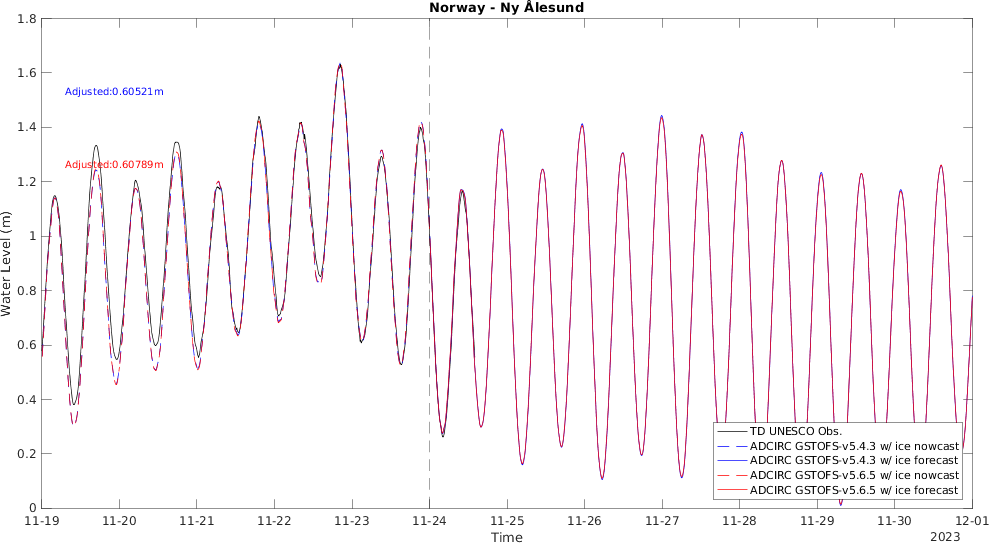 Norway - Ny Ålesund
1.8
1.6
1.4
1.2
1
0.8
0.6
0.4
0.2
0
Water Level (m)
Adjusted:0.60521m
Adjusted:0.60789m
TD UNESCO Obs.
ADCIRC GSTOFS-v5.4.3 w/ ice nowcast
ADCIRC GSTOFS-v5.4.3 w/ ice forecast
ADCIRC GSTOFS-v5.6.5 w/ ice nowcast
ADCIRC GSTOFS-v5.6.5 w/ ice forecast
11-19 11-20 11-21 11-22 11-23 11-24 11-25 11-26 11-27 11-28 11-29 11-30 12-01
Time
2023